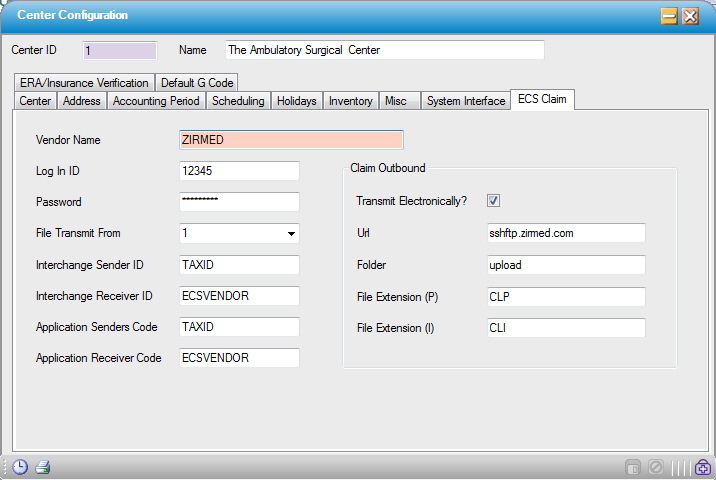 Center Configuration
Center ID 1 Name The Ambulatory Surgical Center
ERA/Insurance Verification Default G Code
Center Address Accounting Period Scheduling Holidays Inventory Misc System Interface ECS Claim
Vendor Name ZIRMED
Log In ID 12345
Claim Outbound
Password *********
Transmit Electronically?
File Transmit From 1
Url sshftp.zirmed.com
Interchange Sender ID TAXID
Folder upload
Interchange Receiver ID ECSVENDOR
File Extension (P) CLP
Application Senders Code TAXID
File Extension (I) CLI
Application Receiver Code ECSVENDOR